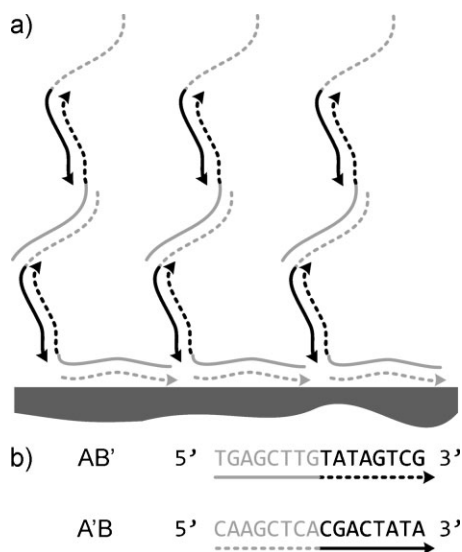 a)
b) AB’ 5’ TGAGCTTGTATAGTCG 3’
A’B 5’ CAAGCTCACGACTATA 3’